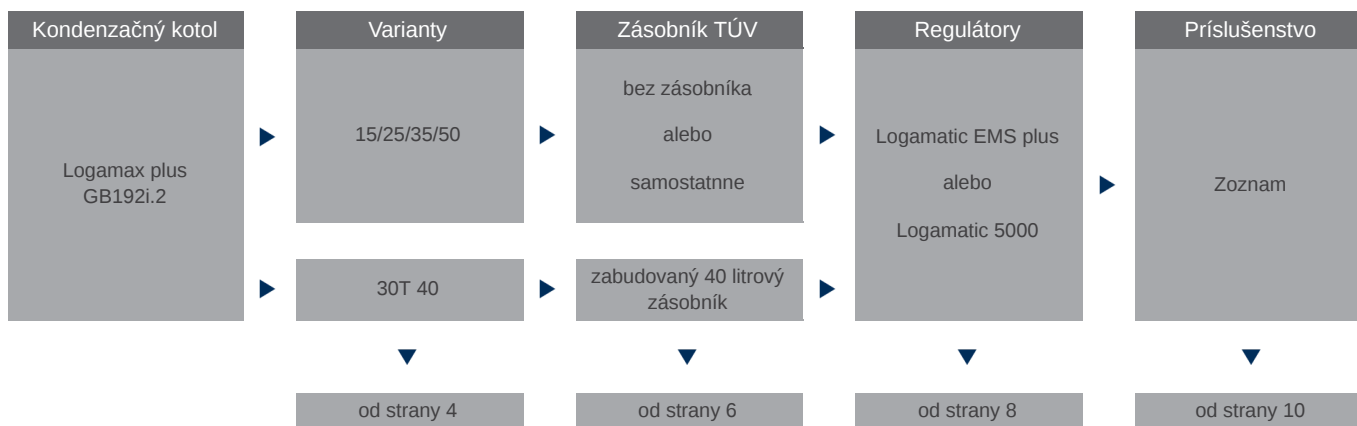 Kondenzačný kotol
Varianty
Zásobník TÚV
Regulátory
Príslušenstvo
Logamax plus
GB192i.2
15/25/35/50
bez zásobníka
alebo
samostatnne
Logamatic EMS plus
alebo
Logamatic 5000
Zoznam
30T 40
zabudovaný 40 litrový
zásobník
od strany 4
od strany 6
od strany 8
od strany 10